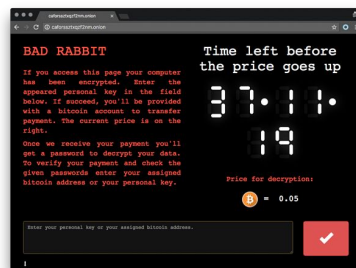 caforssztxqzf2nm.onion
caforssztxqzf2nm.onion
BAD RABBIT
If you access this page your computer
has been encrypted. Enter the
appeared personal key in the field
below. If succeed, you'll be provided
with a bitcoin account to transfer
payment. The current price is on the
right.
Once we receive your payment you'll
get a password to decrypt your data.
To verify your payment and check the
given passwords enter your assigned
bitcoin address or your personal key.
Time left before
the price goes up
37.11.
19
Price for decryption:
= 0.05
Enter your personal key or your assigned bitcoin address.